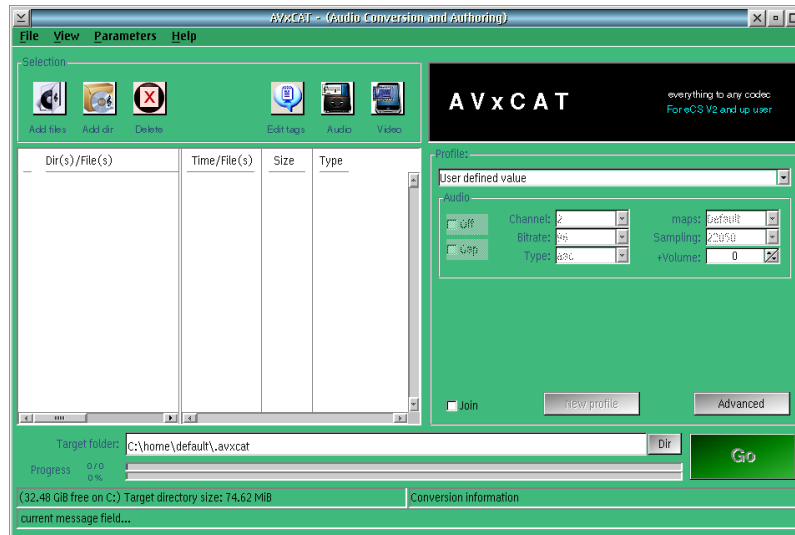 AVxCAT - (Audio Conversion and Authoring)
File View Parameters Help
Selection
Add files Add dir Delete Edit tags Audio Video
AVxCAT
everything to any codec
For eCS V2 and up user
Dir(s)/File(s) Time/File(s) Size Type
Profile:
User defined value
Audio
Off Channel: 2 maps: Default
Bitrate: 96 Sampling: 22050
Gap Type: aac +Volume: 0
Join New profile Advanced
Target folder: C:\home\default\.avxcat Dir
Go
Progress 0/0
0 %
(32.48 GiB free on C:) Target directory size: 74.62 MiB Conversion information
current message field...